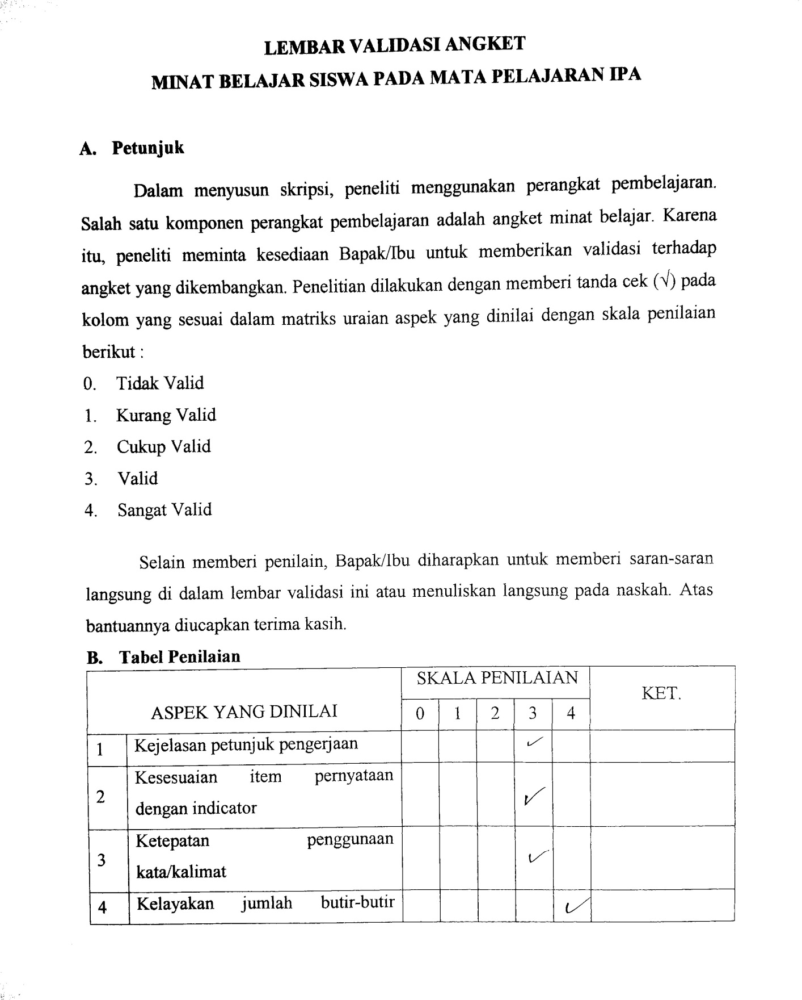 LEMBAR VALIDASI ANGKET
MINAT BELAJAR SISWA PADA MATA PELAJARAN IPA
A. Petunjuk
Dalam menyusun skripsi, peneliti menggunakan perangkat pembelajaran.
Salah satu komponen perangkat pembelajaran adalah angket minat belajar. Karena
itu, peneliti meminta kesediaan Bapak/Ibu untuk memberikan validasi terhadap
angket yang dikembangkan. Penelitian dilakukan dengan memberi tanda cek (√) pada
kolom yang sesuai dalam matriks uraian aspek yang dinilai dengan skala penilaian
berikut :
0. Tidak Valid
1. Kurang Valid
2. Cukup Valid
3. Valid
4. Sangat Valid
Selain memberi penilain, Bapak/Ibu diharapkan untuk memberi saran-saran
langsung di dalam lembar validasi ini atau menuliskan langsung pada naskah. Atas
bantuannya diucapkan terima kasih.
B. Tabel Penilaian
ASPEK YANG DINILAI
SKALA PENILAIAN
KET.
0 1 2 3 4
1 Kejelasan petunjuk pengerjaan ✓
2 Kesesuaian item pernyataan
dengan indicator ✓
3 Ketepatan penggunaan
kata/kalimat ✓
4 Kelayakan jumlah butir-butir ✓